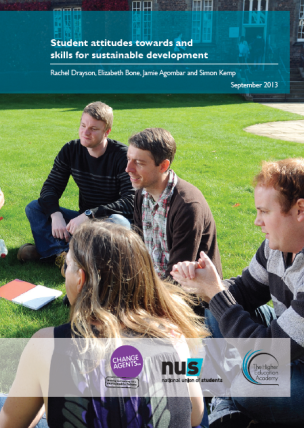 Student attitudes towards and
skills for sustainable development
Rachel Drayson, Elizabeth Bone, Jamie Agombar and Simon Kemp
September 2013
CHANGE
AGENTS UK
nus
national union of students
The Higher
Education
Academy